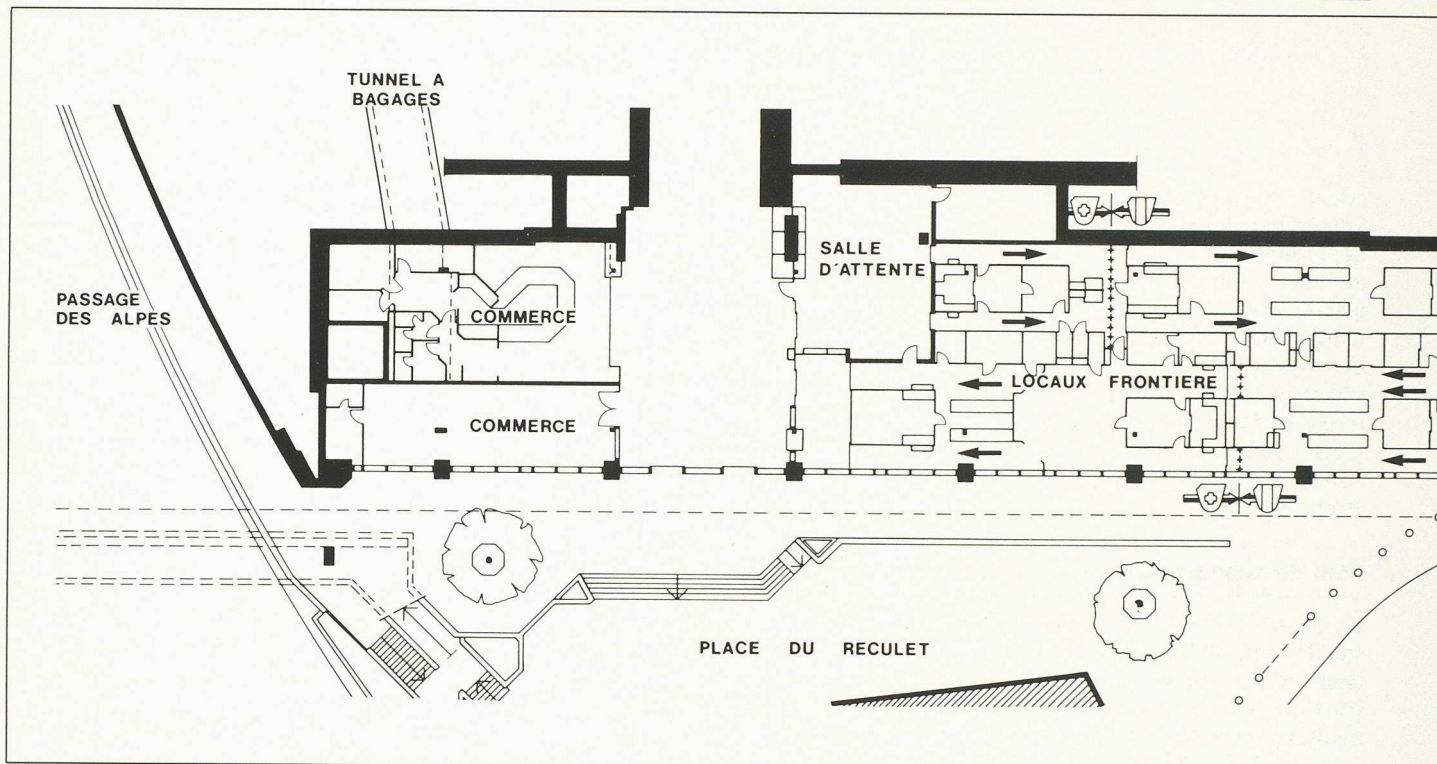 TUNNEL A
BAGAGES
PASSAGE
DES ALPES
COMMERCE
COMMERCE
SALLE
D'ATTENTE
LOCAUX FRONTIERE
PLACE DU RECULET